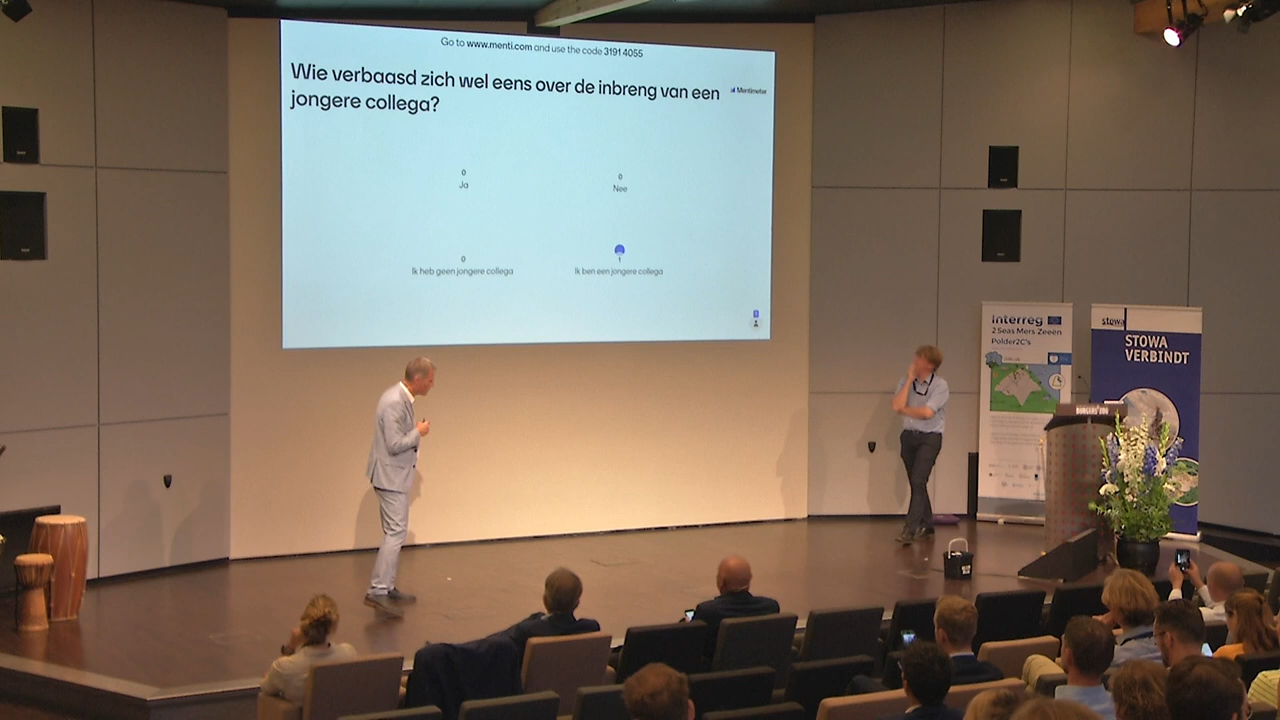 Go to www.menti.com and use the code 3191 4055
Wie verbaasd zich wel eens over de inbreng van een
jongere collega?
Mentimeter
0
Ja
0
Nee
0
Ik heb geen jongere collega
1
Ik ben een jongere collega
Interreg
2 Seas Mers Zeeën
Polder2C's
stowa
STOWA
VERBINDT
BURGERS' ZOO